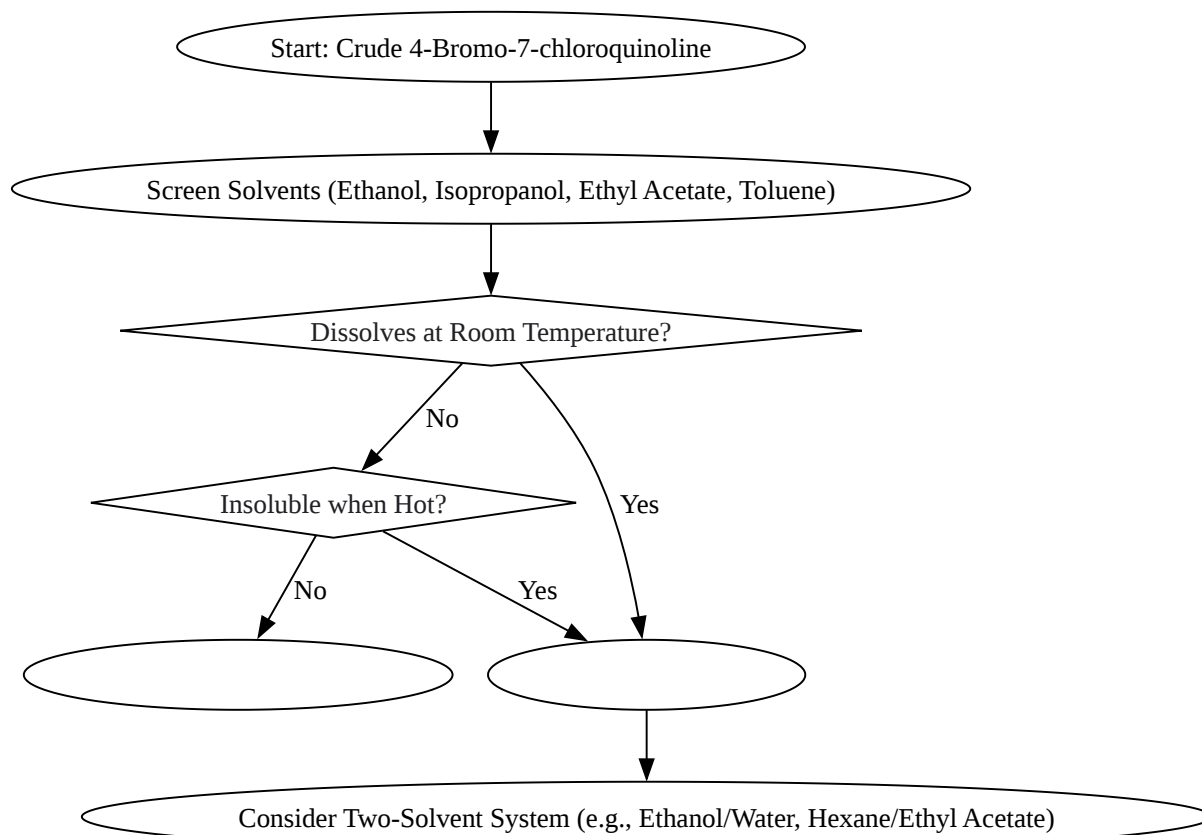 Start: Crude 4-Bromo-7-chloroquinoline
Screen Solvents (Ethanol, Isopropanol, Ethyl Acetate, Toluene)
Dissolves at Room Temperature?
No
Insoluble when Hot?
Yes
No
Yes
Consider Two-Solvent System (e.g., Ethanol/Water, Hexane/Ethyl Acetate)